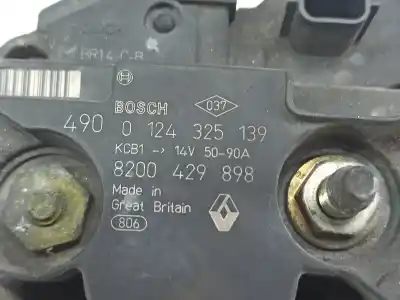 BR14-C-B
BOSCH 037
490 0 124 325 139
KCB1 -> 14V 50-90A
8200 429 898
Made in
Great Britain
806